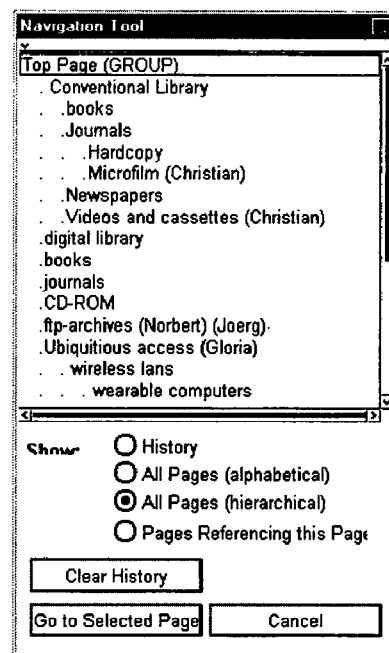 Navigation Tool
Top Page (GROUP)
. Conventional Library
. .books
. .Journals
. . .Hardcopy
. . .Microfilm (Christian)
. .Newspapers
. .Videos and cassettes (Christian)
.digital library
.books
.journals
.CD-ROM
.ftp-archives (Norbert) (Joerg)
.Ubiquitious access (Gloria)
. . wireless lans
. . . wearable computers
Show: History
All Pages (alphabetical)
All Pages (hierarchical)
Pages Referencing this Page
Clear History
Go to Selected Page Cancel